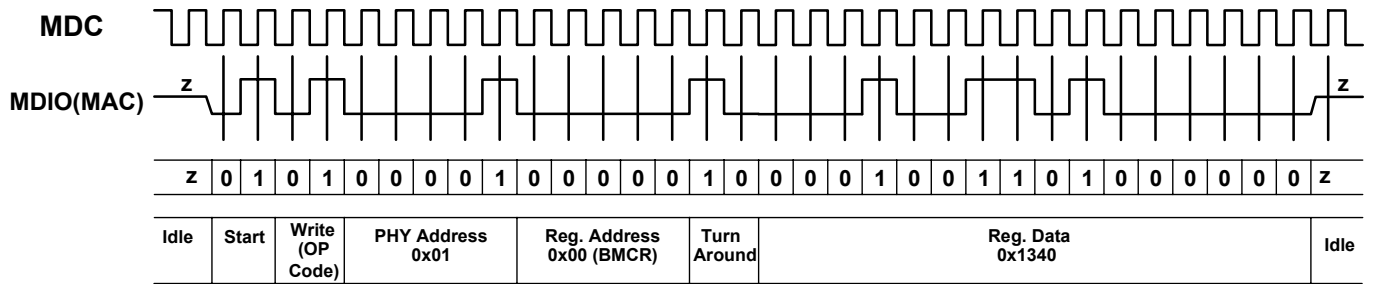 MDC
z
z
MDIO(MAC)
z 0 1 0 1 0 0 0 0 1 0 0 0 0 0 1 0 0 0 0 1 0 0 1 1 0 1 0 0 0 0 0 0 z
Idle
Start
Write
(OP
Code)
PHY Address
0x01
Reg. Address
0x00 (BMCR)
Turn
Around
Reg. Data
0x1340
Idle